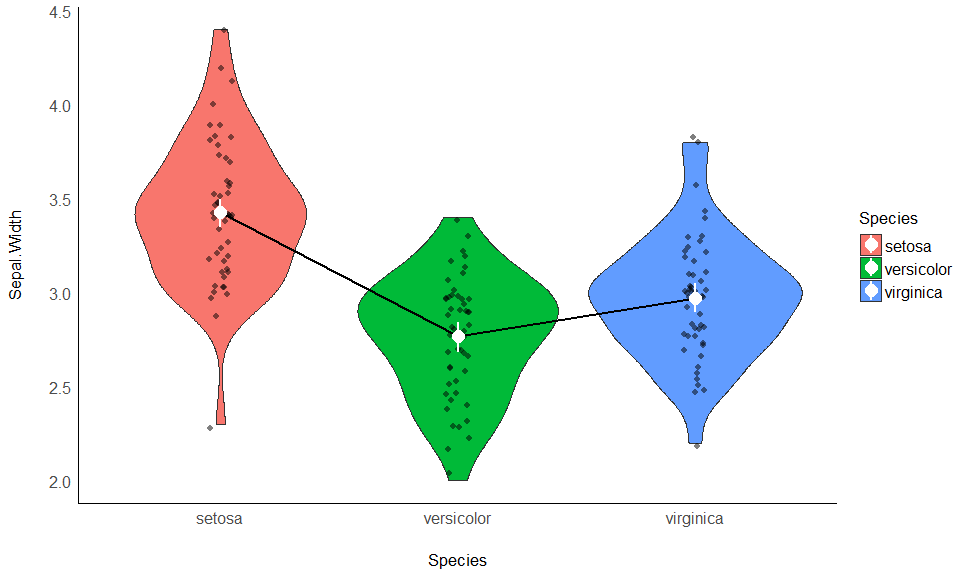 4.5
4.0
3.5
3.0
2.5
2.0
Sepal.Width
setosa
versicolor
virginica
Species
Species
setosa
versicolor
virginica